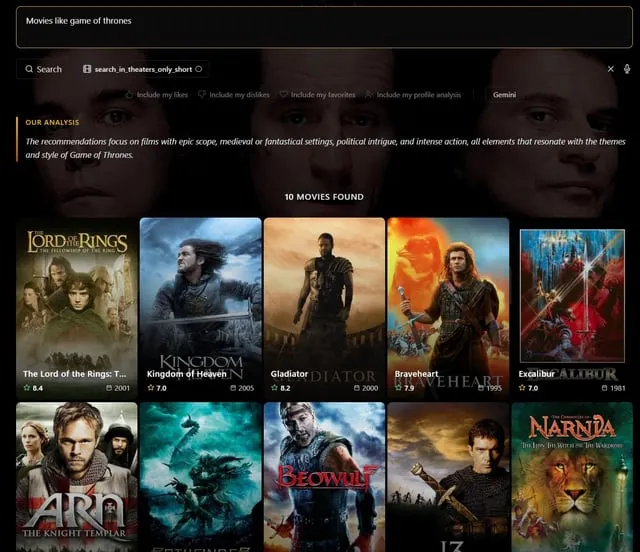 Movies like game of thrones
Search
search_in_theaters_only_short
Include my likes
Include my dislikes
Include my favorites
Include my profile analysis
Gemini
OUR ANALYSIS
The recommendations focus on films with epic scope, medieval or fantastical settings, political intrigue, and intense action, all elements that resonate with the themes
and style of Game of Thrones.
10 MOVIES FOUND
THE
LORD OF THE RINGS
THE FELLOWSHIP OF THE RING
KINGDOM
GLADIATOR
BRAVEHEART
EXCALIBUR
The Lord of the Rings: T...
Kingdom of Heaven
Gladiator
Braveheart
Excalibur
8.4
2001
7.0
2005
8.2
2000
7.9
1995
7.0
1981
ARN
THE KNIGHT TEMPLAR
PATHFINDER
BEOWULF
13
THE CHRONICLES OF
NARNIA
THE LION, THE WITCH AND THE WARDROBE